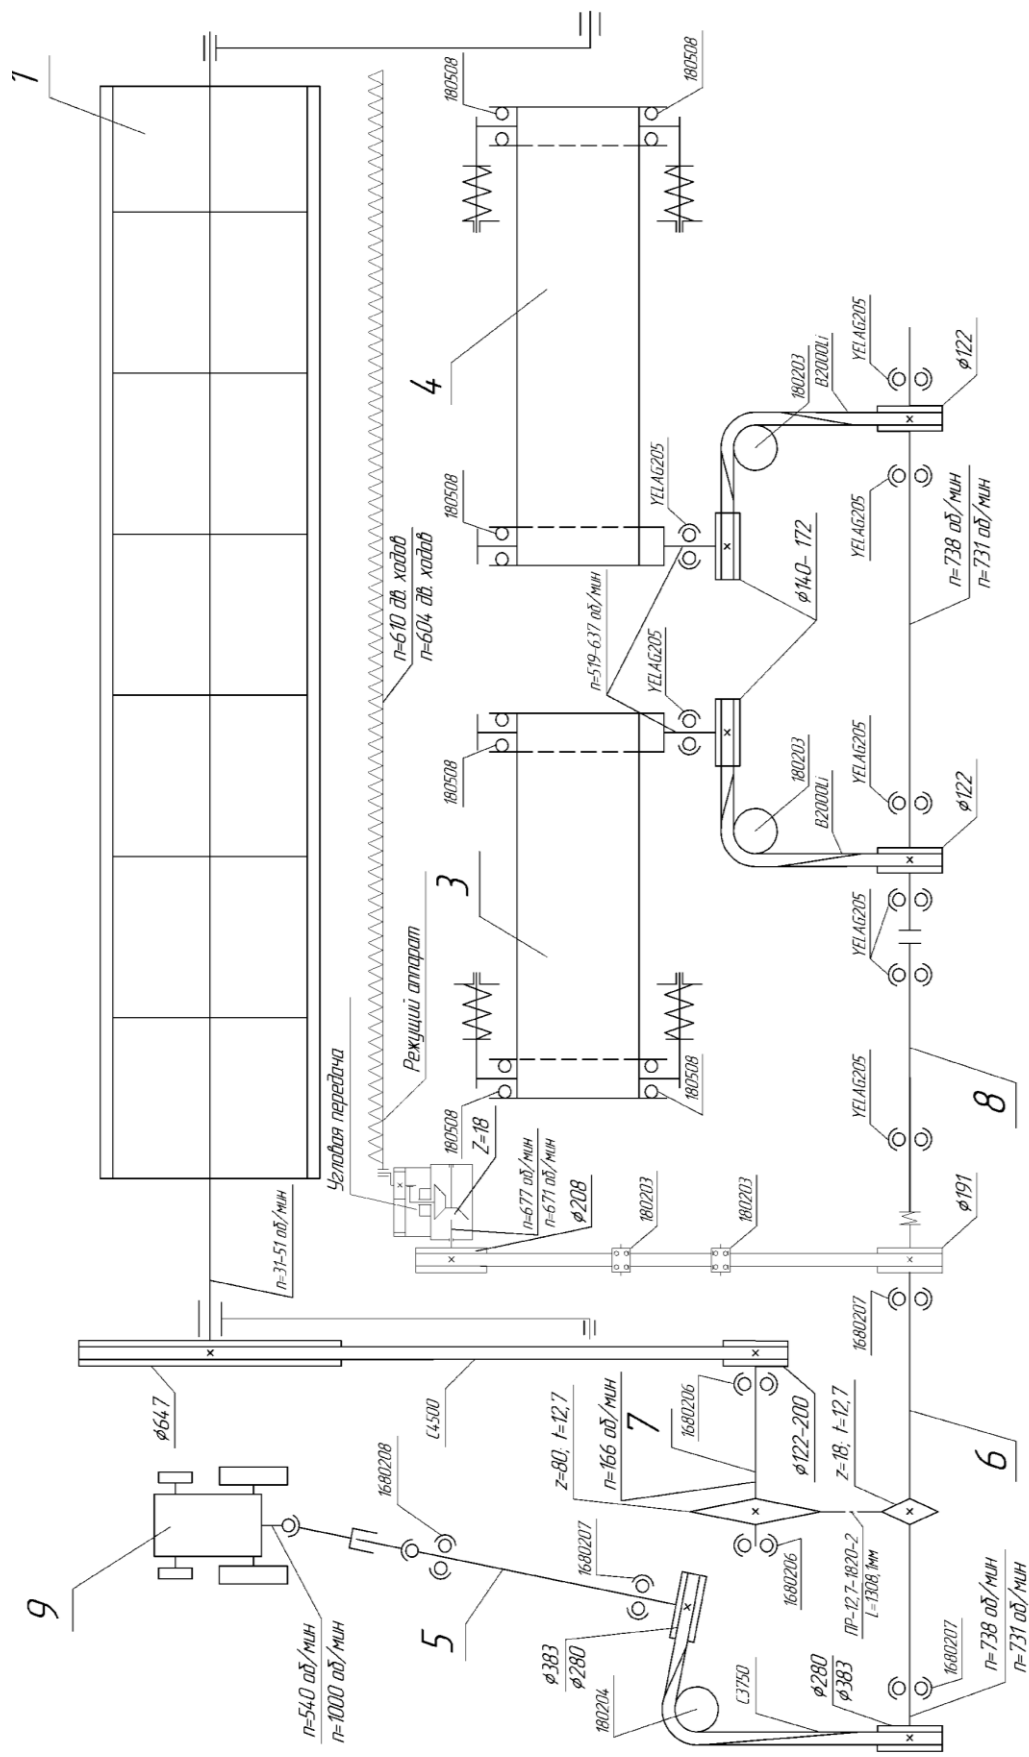 1
180508
180508
4
180508
n=610 дв. ходов
n=604 дв. ходов
YELAG205
180203
B2000Li
YELAG205
ϕ122
YELAG205
n=738 об/мин
n=731 об/мин
ϕ140-172
n=519-637 об/мин
YELAG205
180508
180203
B2000Li
YELAG205
ϕ122
3
Режущий аппарат
Угловая передача
YELAG205
180508
180508
Z=18
n=677 об/мин
n=671 об/мин
ϕ208
YELAG205
8
180203
180203
ϕ191
n=31-51 об/мин
1680207
ϕ647
C4500
1680206
7
z=80; t=12,7
n=166 об/мин
ϕ122-200
z=18; t=12,7
6
1680208
9
n=540 об/мин
n=1000 об/мин
5
1680207
1680206
ПР-12,7-1820-2
L=1308,1мм
ϕ383
ϕ280
180204
C3750
ϕ280
ϕ383
1680207
n=738 об/мин
n=731 об/мин